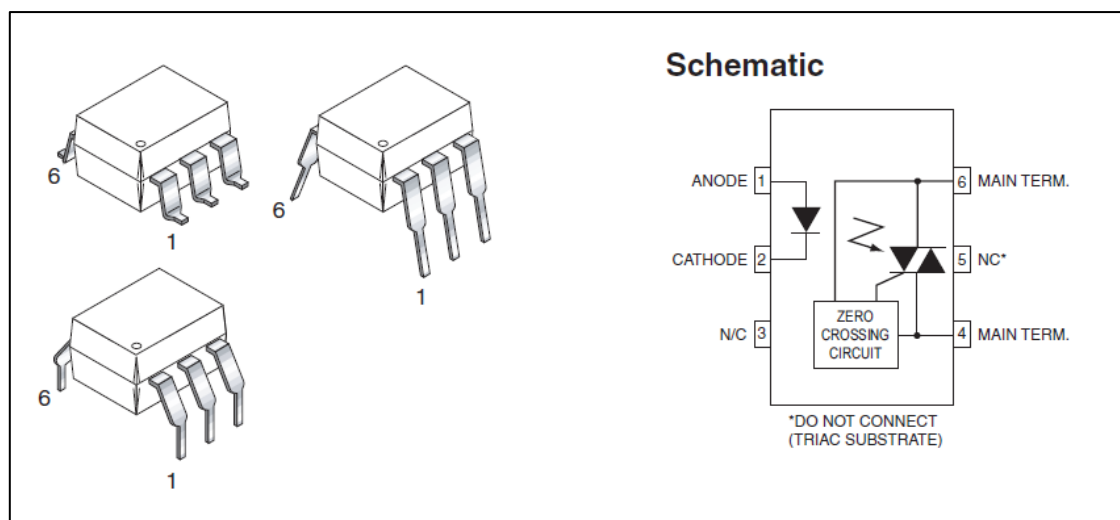 Schematic
6
1
6
1
6
1
ANODE 1
CATHODE 2
N/C 3
6 MAIN TERM.
5 NC*
4 MAIN TERM.
ZERO
CROSSING
CIRCUIT
*DO NOT CONNECT
(TRIAC SUBSTRATE)